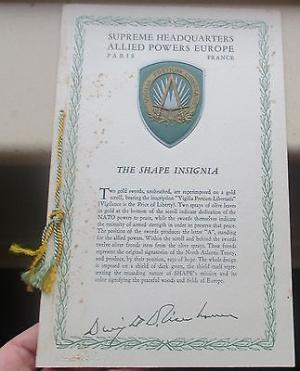 SUPREME HEADQUARTERS
ALLIED POWERS EUROPE
PARIS FRANCE
VIGILIA PRETIUM LIBERTATIS
THE SHAPE INSIGNIA
Two gold swords, unsheathed, are superimposed on a gold
scroll, bearing the inscription "Vigilia Pretium Libertatis"
(Vigilance is the Price of Liberty). Two sprays of olive leaves
in gold at the bottom of the scroll indicate dedication of the
NATO powers to peace, while the swords themselves indicate
the necessity of armed strength in order to preserve that peace.
The position of the swords produces the letter "A", standing
for the allied powers. Within the scroll and behind the swords
twelve silver fronds stem from the olive sprays. These fronds
represent the original signatories of the North Atlantic Treaty,
and produce, by their position, rays of hope. The whole design
is imposed on a shield of dark green, the shield itself repre-
senting the defending nature of SHAPE's mission and its
color signifying the peaceful woods and fields of Europe.
Dwight D. Eisenhower